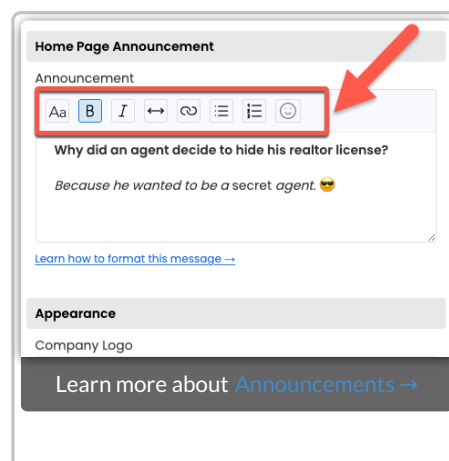 Home Page Announcement
Announcement
Aa B I
Why did an agent decide to hide his realtor license?
Because he wanted to be a secret agent. 😎
Learn how to format this message →
Appearance
Company Logo
Learn more about Announcements →